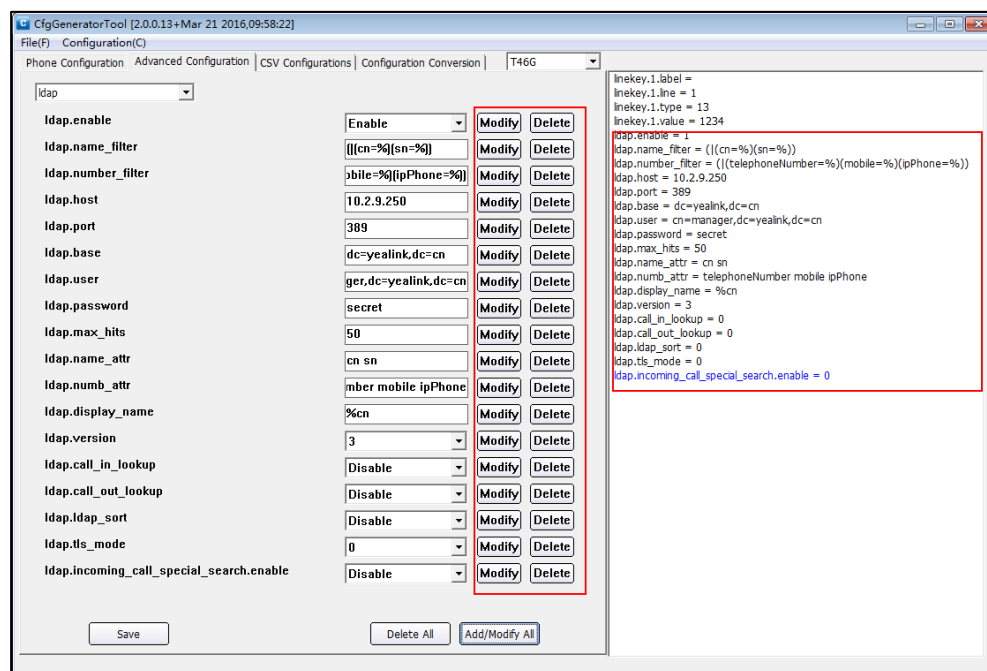 CfgGeneratorTool [2.0.0.13+Mar 21 2016,09:58:22]
File(F) Configuration(C)
Phone Configuration Advanced Configuration CSV Configurations Configuration Conversion T46G
ldap
ldap.enable Enable Modify Delete
ldap.name_filter (|(cn=%)(sn=%)) Modify Delete
ldap.number_filter obile=%)(ipPhone=%)) Modify Delete
ldap.host 10.2.9.250 Modify Delete
ldap.port 389 Modify Delete
ldap.base dc=yealink,dc=cn Modify Delete
ldap.user ger,dc=yealink,dc=cn Modify Delete
ldap.password secret Modify Delete
ldap.max_hits 50 Modify Delete
ldap.name_attr cn sn Modify Delete
ldap.numb_attr mber mobile ipPhone Modify Delete
ldap.display_name %cn Modify Delete
ldap.version 3 Modify Delete
ldap.call_in_lookup Disable Modify Delete
ldap.call_out_lookup Disable Modify Delete
ldap.ldap_sort Disable Modify Delete
ldap.tls_mode 0 Modify Delete
ldap.incoming_call_special_search.enable Disable Modify Delete
Save Delete All Add/Modify All
linekey.1.label =
linekey.1.line = 1
linekey.1.type = 13
linekey.1.value = 1234
ldap.enable = 1
ldap.name_filter = (|(cn=%)(sn=%))
ldap.number_filter = (|(telephoneNumber=%)(mobile=%)(ipPhone=%))
ldap.host = 10.2.9.250
ldap.port = 389
ldap.base = dc=yealink,dc=cn
ldap.user = cn=manager,dc=yealink,dc=cn
ldap.password = secret
ldap.max_hits = 50
ldap.name_attr = cn sn
ldap.numb_attr = telephoneNumber mobile ipPhone
ldap.display_name = %cn
ldap.version = 3
ldap.call_in_lookup = 0
ldap.call_out_lookup = 0
ldap.ldap_sort = 0
ldap.tls_mode = 0
ldap.incoming_call_special_search.enable = 0